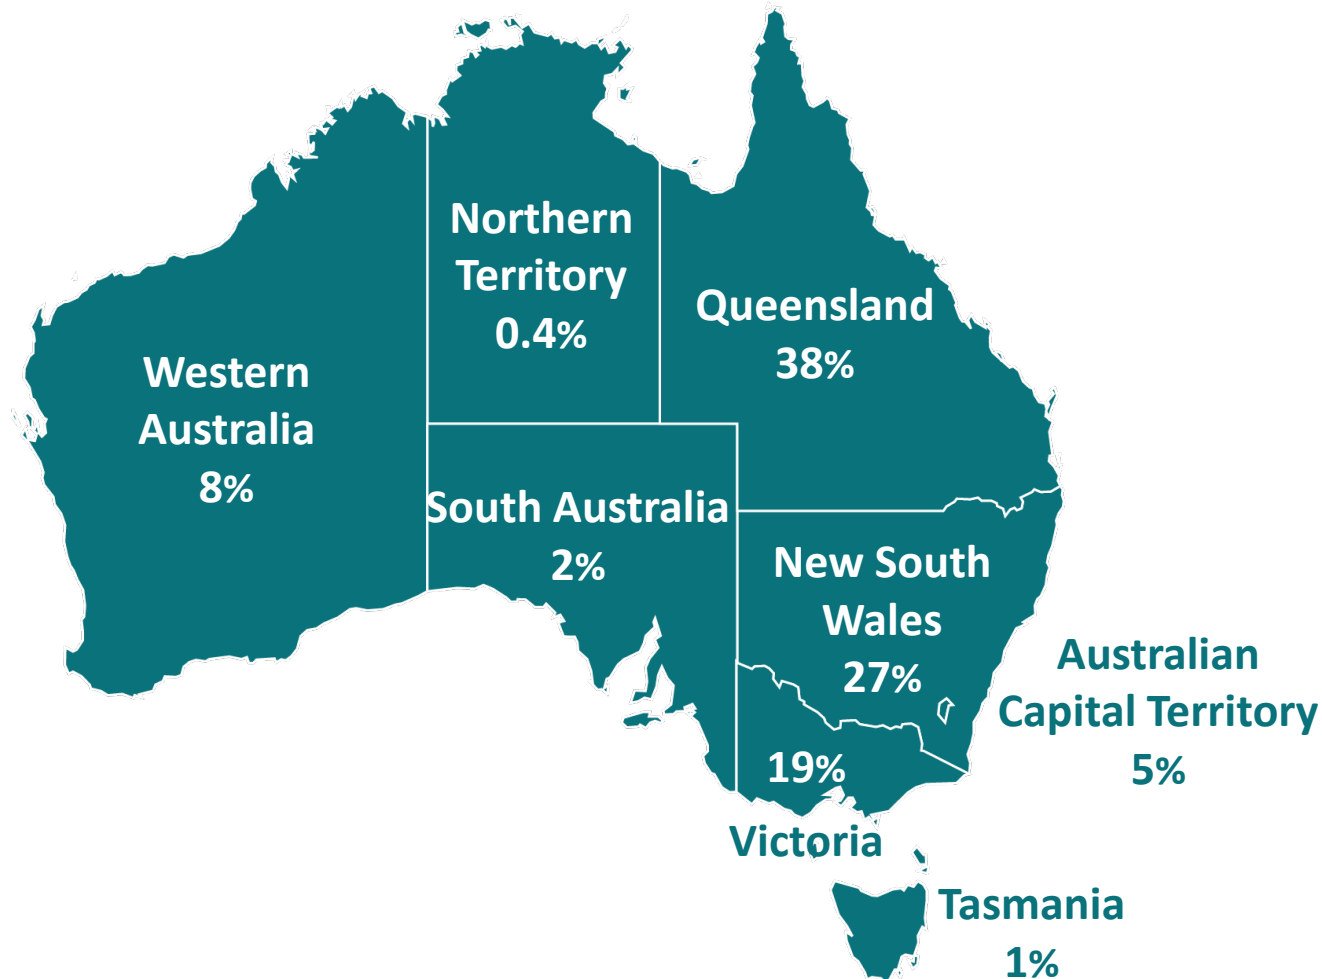 Northern
Territory
0.4%
Queensland
38%
Western
Australia
8%
South Australia
2%
New South
Wales
27%
Australian
Capital Territory
5%
19%
Victoria
Tasmania
1%